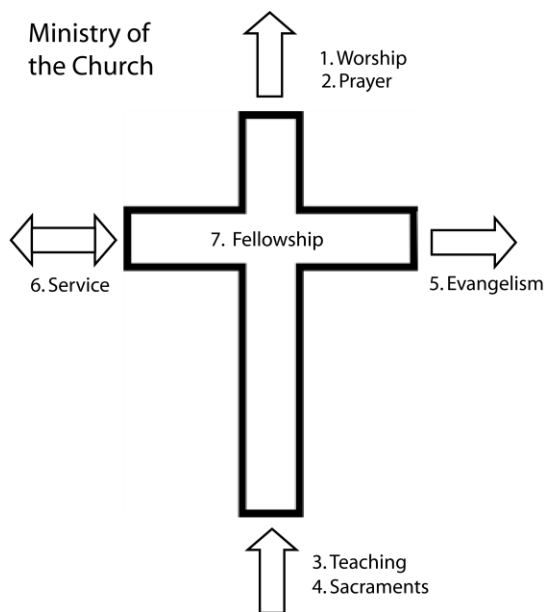 Ministry of
the Church
1. Worship
2. Prayer
7. Fellowship
6. Service
5. Evangelism
3. Teaching
4. Sacraments